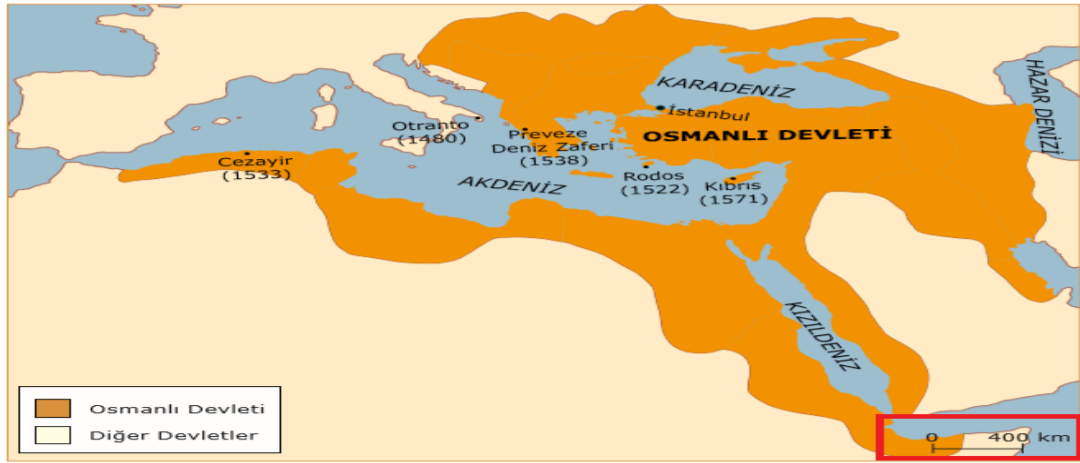 KARADENİZ
HAZAR DENİZİ
İstanbul
Otranto
(1480)
Preveze
Deniz Zaferi
(1538)
OSMANLI DEVLETİ
Cezayir
(1533)
AKDENİZ
Rodos
(1522)
Kıbrıs
(1571)
KIZILDENİZ
Osmanlı Devleti
Diğer Devletler
0 400 km